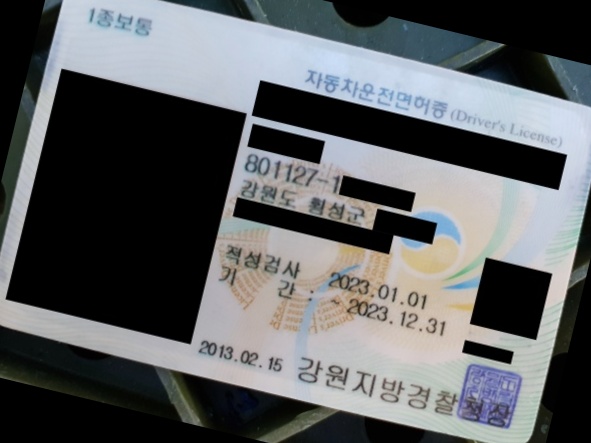 1종보통
자동차운전면허증 (Driver's License)
801127-1
강원도 횡성군
적성검사 2023.01.01
기 간 : ~ 2023.12.31
2013.02.15 강원지방경찰청장